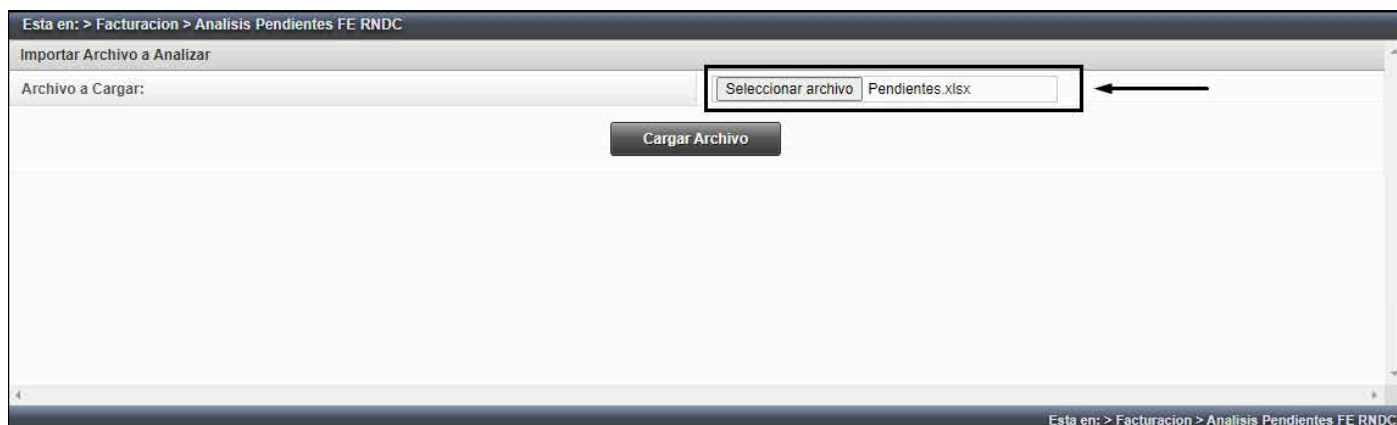 Esta en: > Facturacion > Analisis Pendientes FE RNDC
Importar Archivo a Analizar
Archivo a Cargar: Seleccionar archivo Pendientes.xlsx
Cargar Archivo
Esta en: > Facturacion > Analisis Pendientes FE RNDC